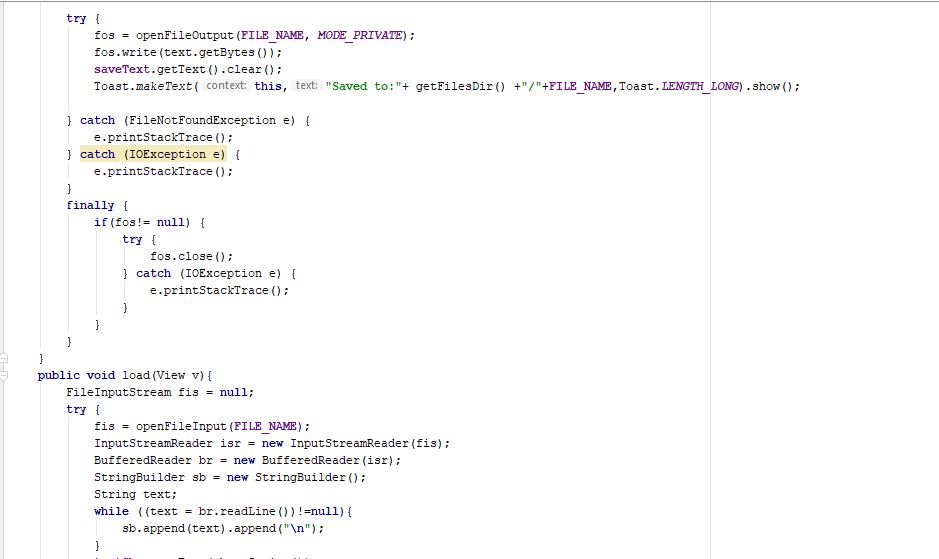 try {
fos = openFileOutput(FILE_NAME, MODE_PRIVATE);
fos.write(text.getBytes());
saveText.getText().clear();
Toast.makeText( context: this, text: "Saved to:"+ getFilesDir() +"/"+FILE_NAME,Toast.LENGTH_LONG).show();
} catch (FileNotFoundException e) {
e.printStackTrace();
} catch (IOException e) {
e.printStackTrace();
}
finally {
if(fos!= null) {
try {
fos.close();
} catch (IOException e) {
e.printStackTrace();
}
}
}
}
public void load(View v){
FileInputStream fis = null;
try {
fis = openFileInput(FILE_NAME);
InputStreamReader isr = new InputStreamReader(fis);
BufferedReader br = new BufferedReader(isr);
StringBuilder sb = new StringBuilder();
String text;
while ((text = br.readLine())!=null){
sb.append(text).append("\n");
}